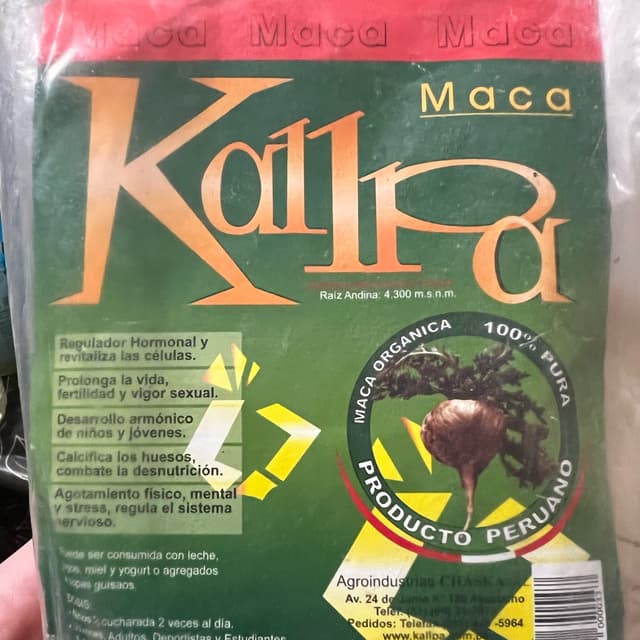 Maca Maca Maca
Maca
Kallpa
Raíz Andina: 4.300 m.s.n.m.
Regulador Hormonal y
revitaliza las células.
Prolonga la vida,
fertilidad y vigor sexual.
Desarrollo armónico
de niños y jóvenes.
Calcifica los huesos,
combate la desnutrición.
Agotamiento físico, mental
y stress, regula el sistema
nervioso.
MACA ORGANICA 100% PURA
PRODUCTO PERUANO
Puede ser consumida con leche,
miel y yogurt o agregados
guisos.
cucharada 2 veces al día.
Adultos, Deportistas y Estudiantes
Agroindustrias CHASKA
Av. 24 de Junio N°
Telef.
Pedidos: -5964
www.kallpa
000033